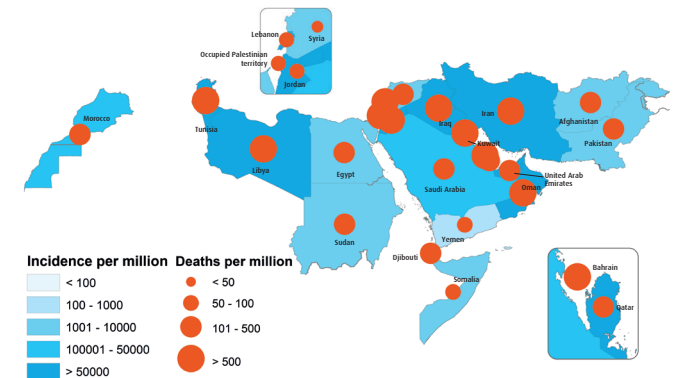 Lebanon
Syria
Occupied Palestinian
territory
Jordan
Morocco
Tunisia
Libya
Egypt
Sudan
Iraq
Iran
Kuwait
Afghanistan
Pakistan
Saudi Arabia
United Arab
Emirates
Oman
Yemen
Djibouti
Somalia
Bahrain
Qatar
Incidence per million
< 100
100 - 1000
1001 - 10000
100001 - 50000
> 50000
Deaths per million
< 50
50 - 100
101 - 500
> 500